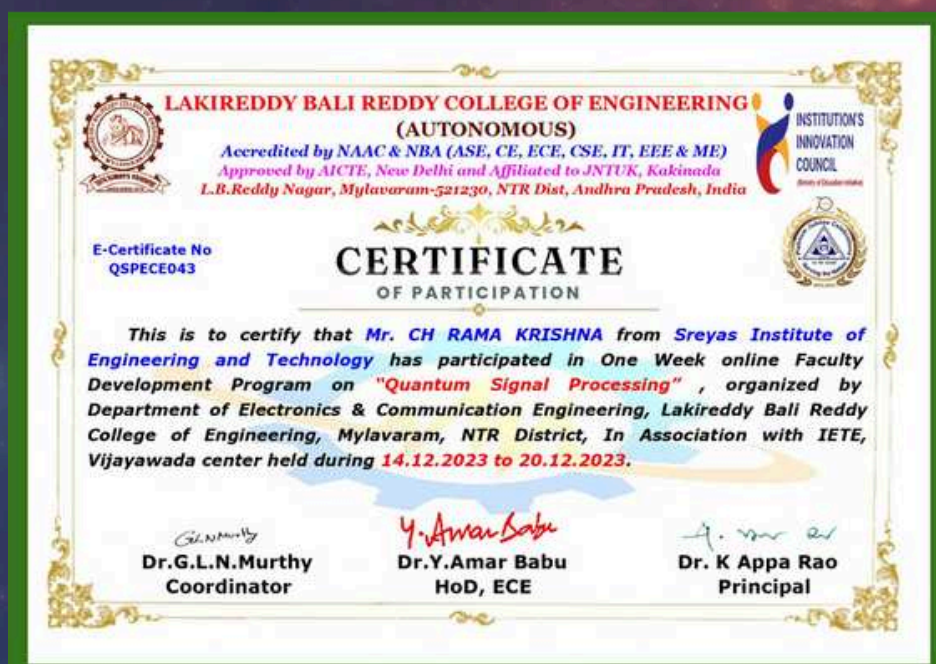 LAKIREDDY BALI REDDY COLLEGE OF ENGINEERING
(AUTONOMOUS)
Accredited by NAAC & NBA (ASE, CE, ECE, CSE, IT, EEE & ME)
Approved by AICTE, New Delhi and Affiliated to JNTUK, Kakinada
L.B.Reddy Nagar, Mylavaram-521230, NTR Dist, Andhra Pradesh, India
INSTITUTION'S
INNOVATION
COUNCIL
(Ministry of Education Initiative)
E-Certificate No
QSPECE043
CERTIFICATE
OF PARTICIPATION
This is to certify that Mr. CH RAMA KRISHNA from Sreyas Institute of
Engineering and Technology has participated in One Week online Faculty
Development Program on "Quantum Signal Processing" , organized by
Department of Electronics & Communication Engineering, Lakireddy Bali Reddy
College of Engineering, Mylavaram, NTR District, In Association with IETE,
Vijayawada center held during 14.12.2023 to 20.12.2023.
G.L.N Murthy
Y. Amar Babu
Dr.G.L.N.Murthy
Dr.Y.Amar Babu
Dr. K Appa Rao
Coordinator
HoD, ECE
Principal